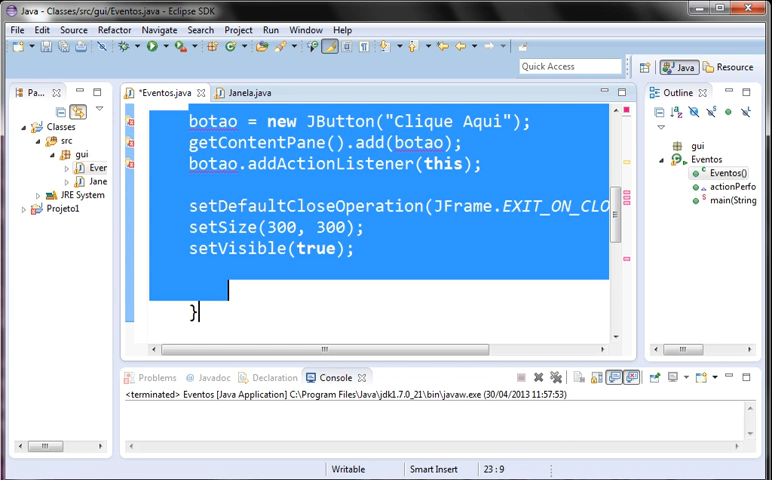 Java - Classes/src/gui/Eventos.java - Eclipse SDK
File Edit Source Refactor Navigate Search Project Run Window Help
Quick Access
Java
Resource
Pa...
*Eventos.java
Janela.java
Outline
Classes
src
gui
Ever
Jane
JRE System
Projeto1
botao = new JButton("Clique Aqui");
getContentPane().add(botao);
botao.addActionListener(this);
setDefaultCloseOperation(JFrame.EXIT_ON_CLO
setSize(300, 300);
setVisible(true);
}
gui
Eventos
Eventos()
actionPerfo
main(String
Problems @ Javadoc Declaration Console
<terminated> Eventos [Java Application] C:\Program Files\Java\jdk1.7.0_21\bin\javaw.exe (30/04/2013 11:57:53)
Writable
Smart Insert
23 : 9